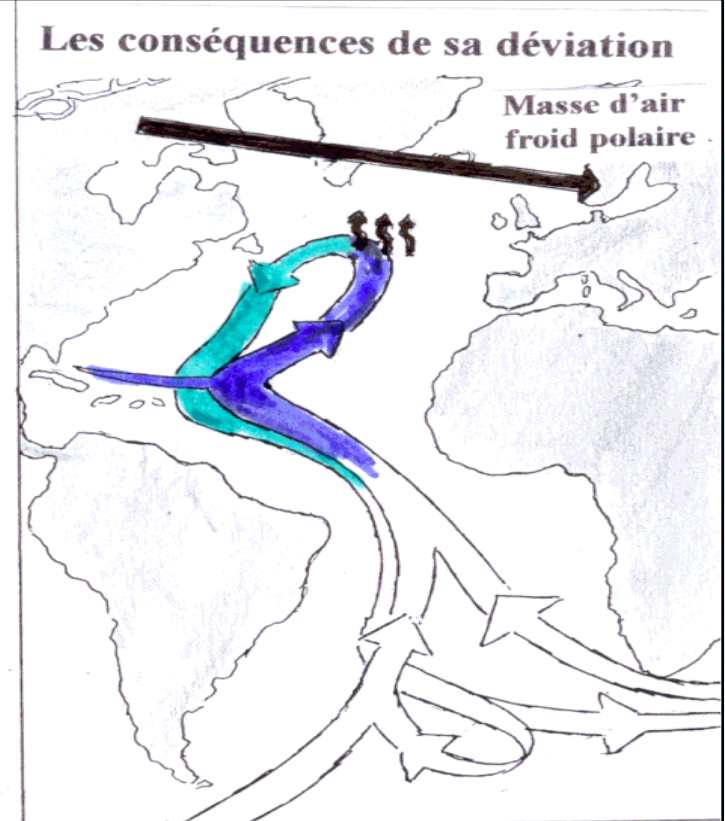 Les conséquences de sa déviation
Masse d'air
froid polaire